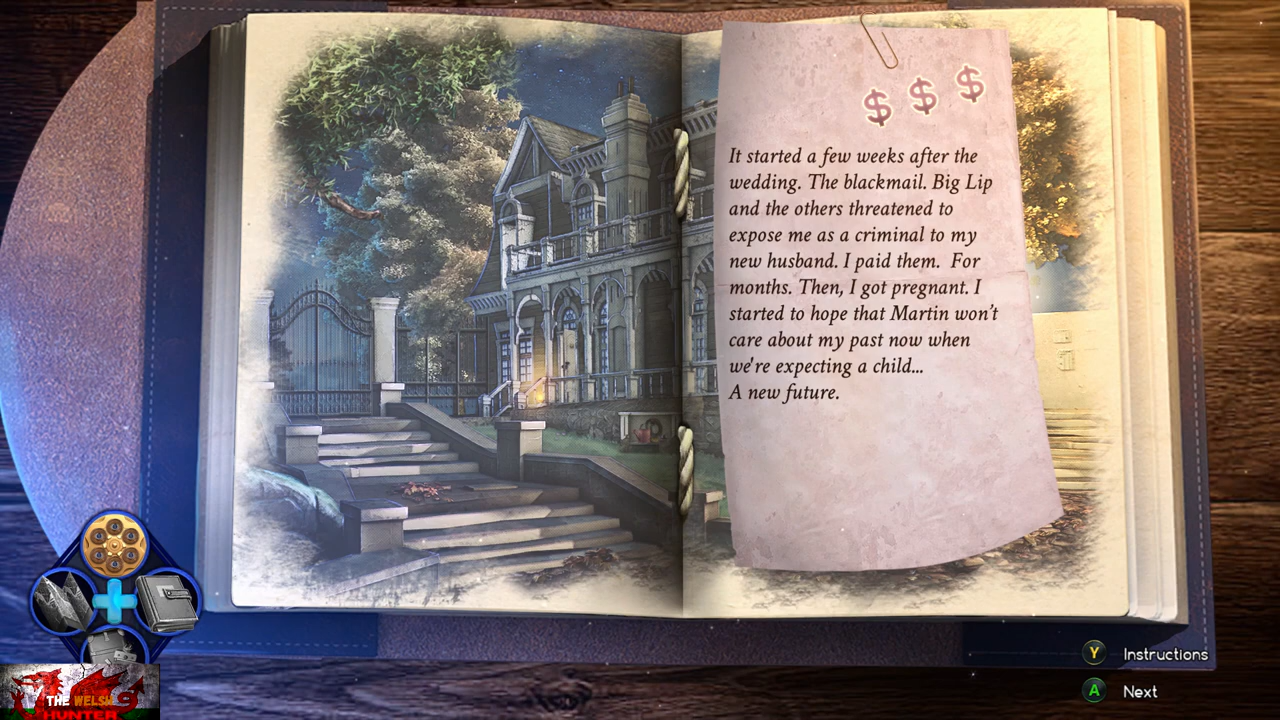 $ $ $
It started a few weeks after the
wedding. The blackmail. Big Lip
and the others threatened to
expose me as a criminal to my
new husband. I paid them.  For
months. Then, I got pregnant. I
started to hope that Martin won’t
care about my past now when
we're expecting a child...
A new future.
Y Instructions
A Next
THE WELSH
HUNTER